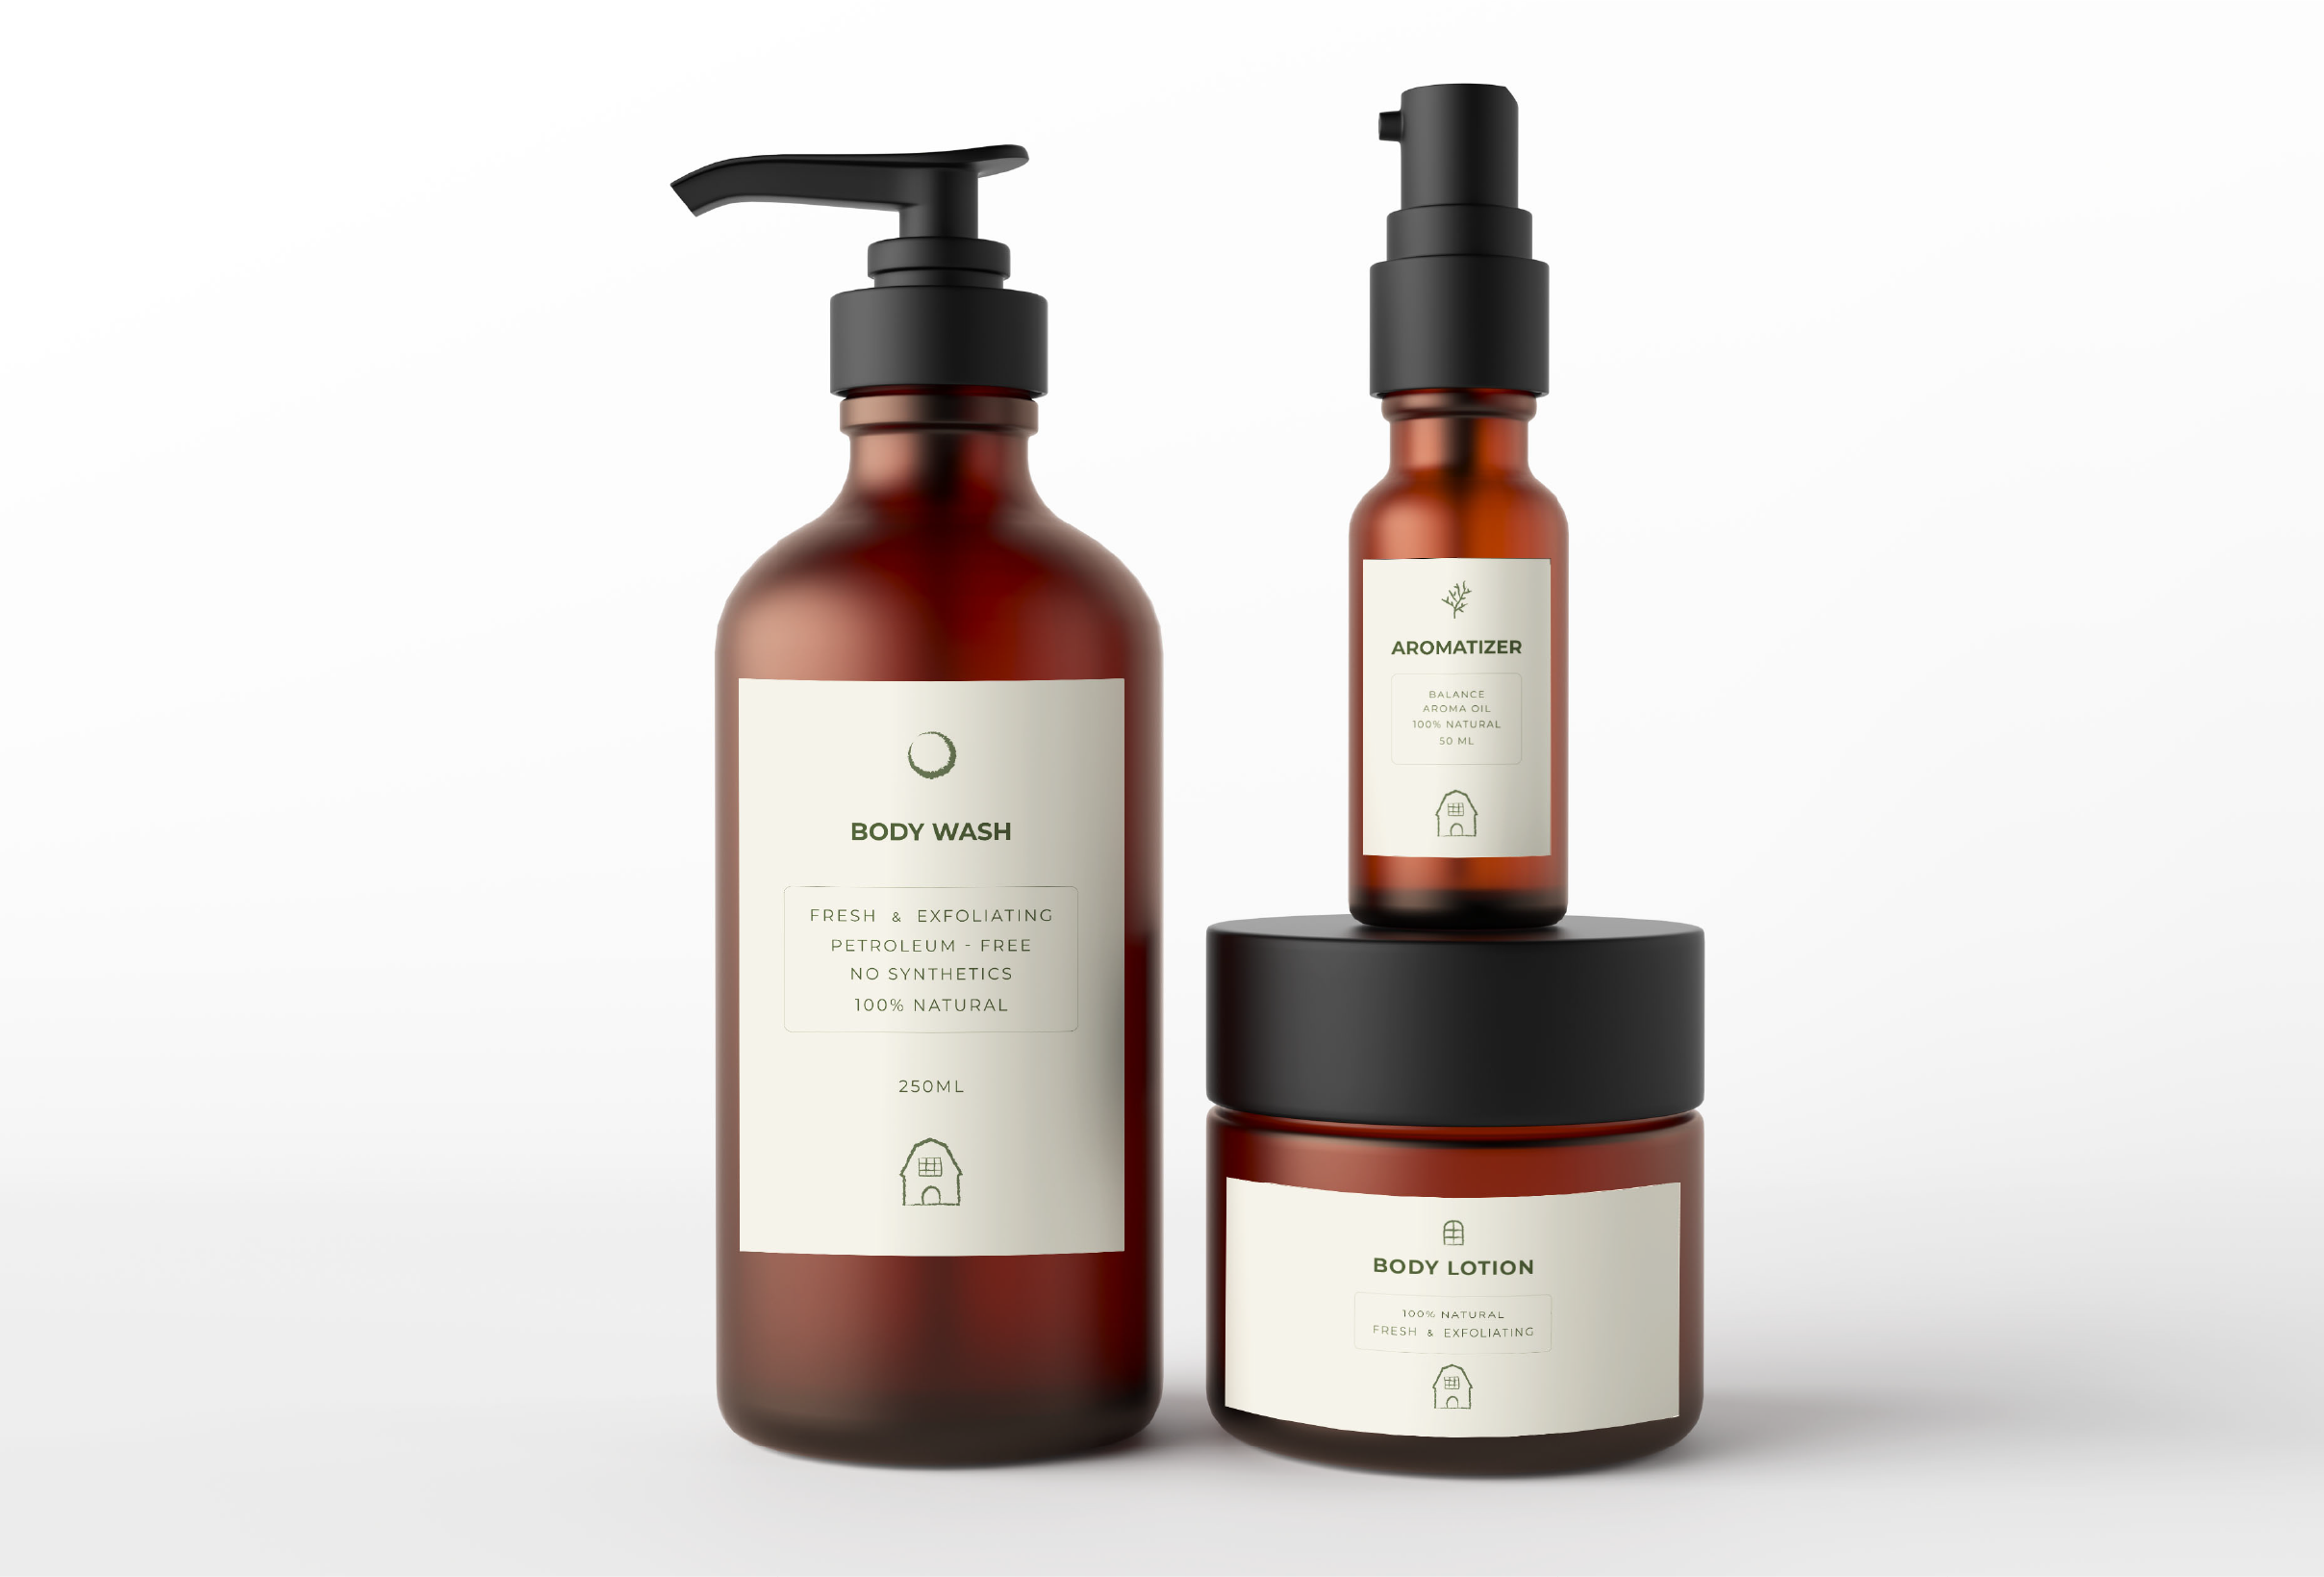 BODY WASH
FRESH & EXFOLIATING
PETROLEUM - FREE
NO SYNTHETICS
100% NATURAL
250ML
AROMATIZER
BALANCE
AROMA OIL
100% NATURAL
50 ML
BODY LOTION
100% NATURAL
FRESH & EXFOLIATING